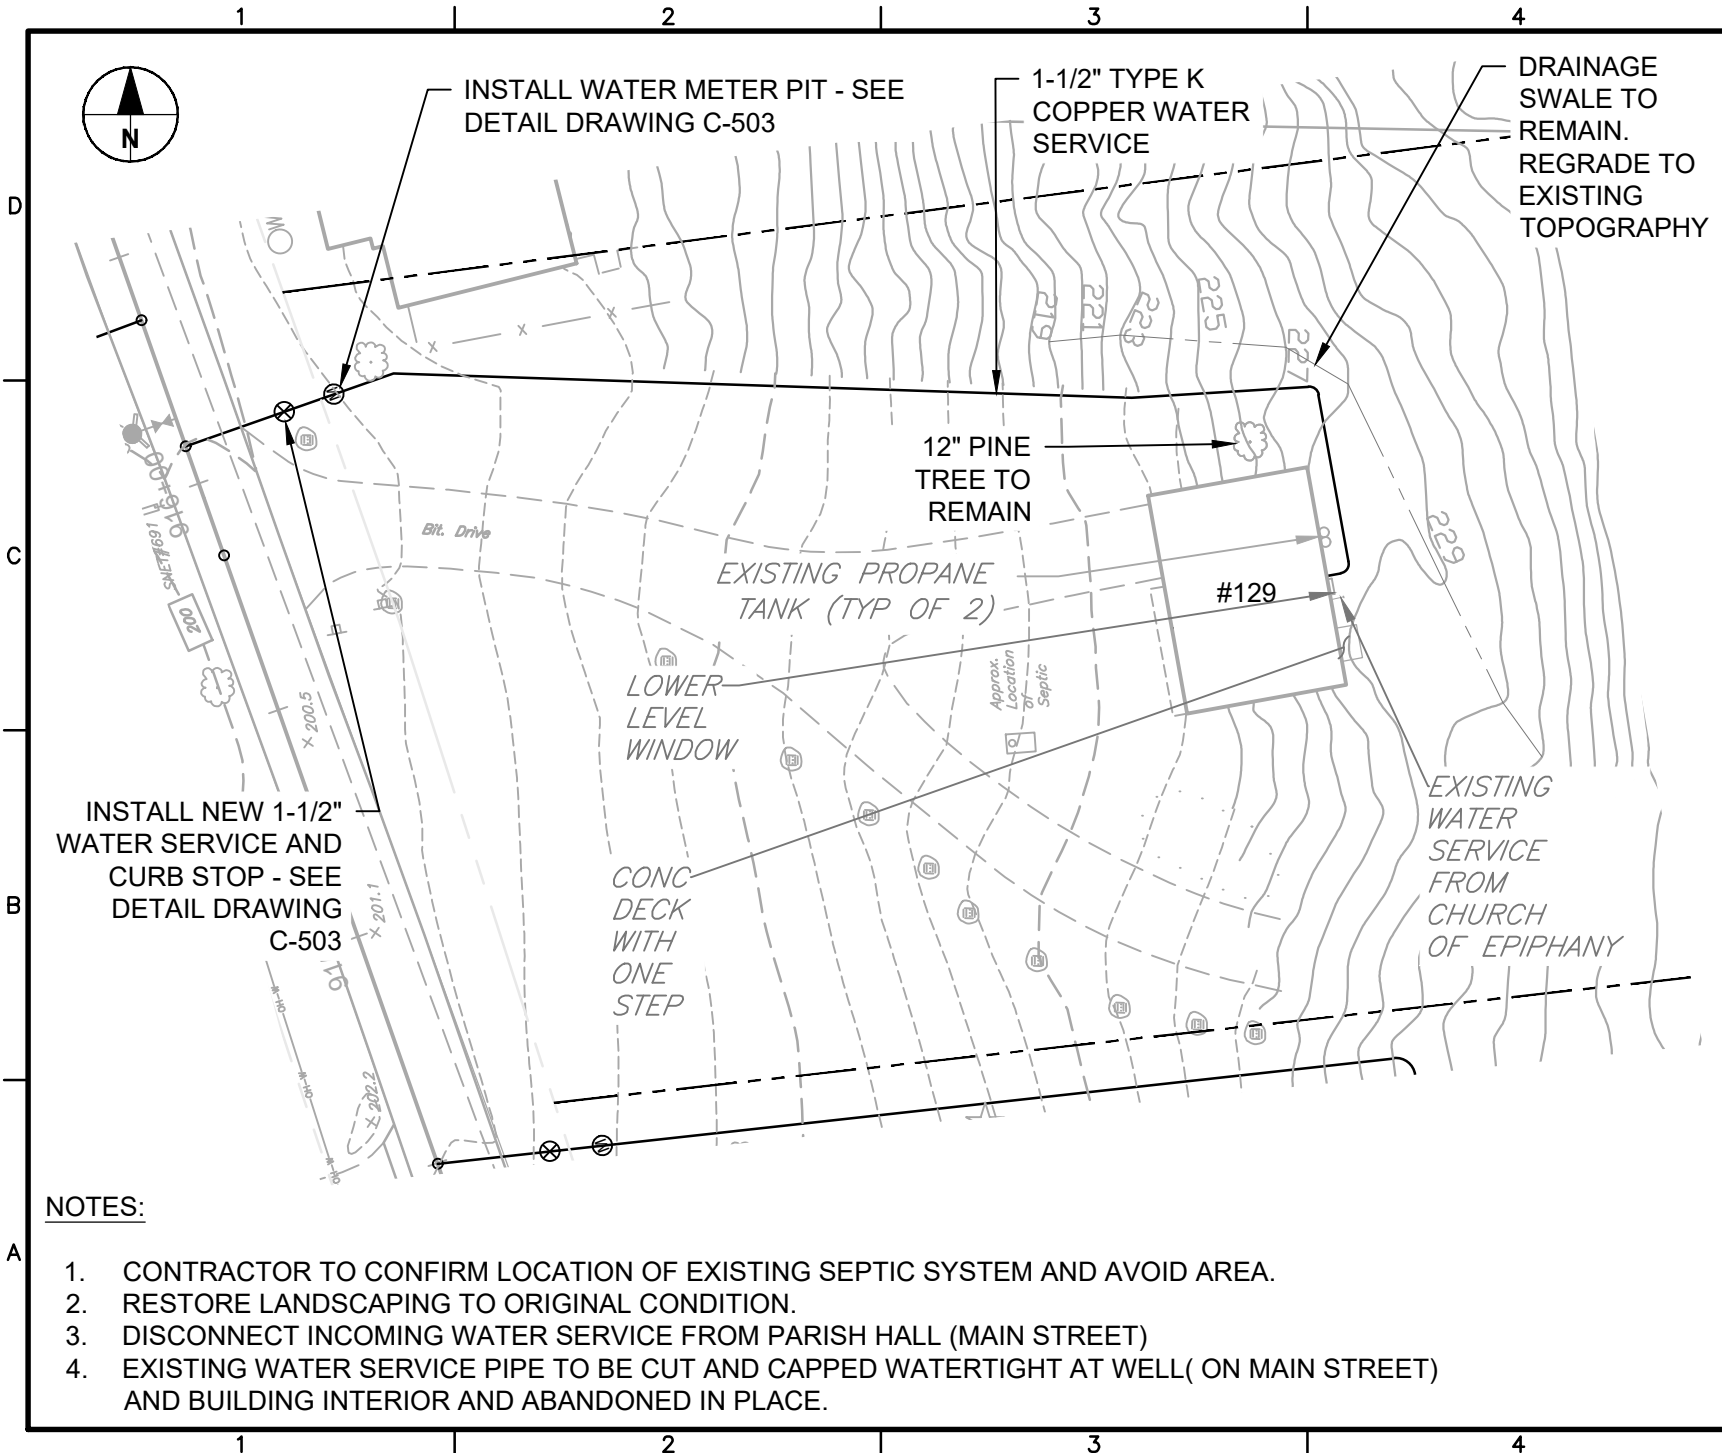 1 2 3 4
N
INSTALL WATER METER PIT - SEE
DETAIL DRAWING C-503
1-1/2" TYPE K
COPPER WATER
SERVICE
DRAINAGE
SWALE TO
REMAIN.
REGRADE TO
EXISTING
TOPOGRAPHY
D
W
219
221
223
225
227
229
W
12" PINE
TREE TO
REMAIN
C
916+00
SNET#691
200
Bit. Drive
EXISTING PROPANE
TANK (TYP OF 2)
#129
LOWER
LEVEL
WINDOW
Approx.
Location
of
Septic
× 200.5
INSTALL NEW 1-1/2"
WATER SERVICE AND
CURB STOP - SEE
DETAIL DRAWING
C-503
× 201.1
B
CONC
DECK
WITH
ONE
STEP
EXISTING
WATER
SERVICE
FROM
CHURCH
OF EPIPHANY
916
× 202.2
W
NOTES:
A
1. CONTRACTOR TO CONFIRM LOCATION OF EXISTING SEPTIC SYSTEM AND AVOID AREA.
2. RESTORE LANDSCAPING TO ORIGINAL CONDITION.
3. DISCONNECT INCOMING WATER SERVICE FROM PARISH HALL (MAIN STREET)
4. EXISTING WATER SERVICE PIPE TO BE CUT AND CAPPED WATERTIGHT AT WELL( ON MAIN STREET)
AND BUILDING INTERIOR AND ABANDONED IN PLACE.
1 2 3 4